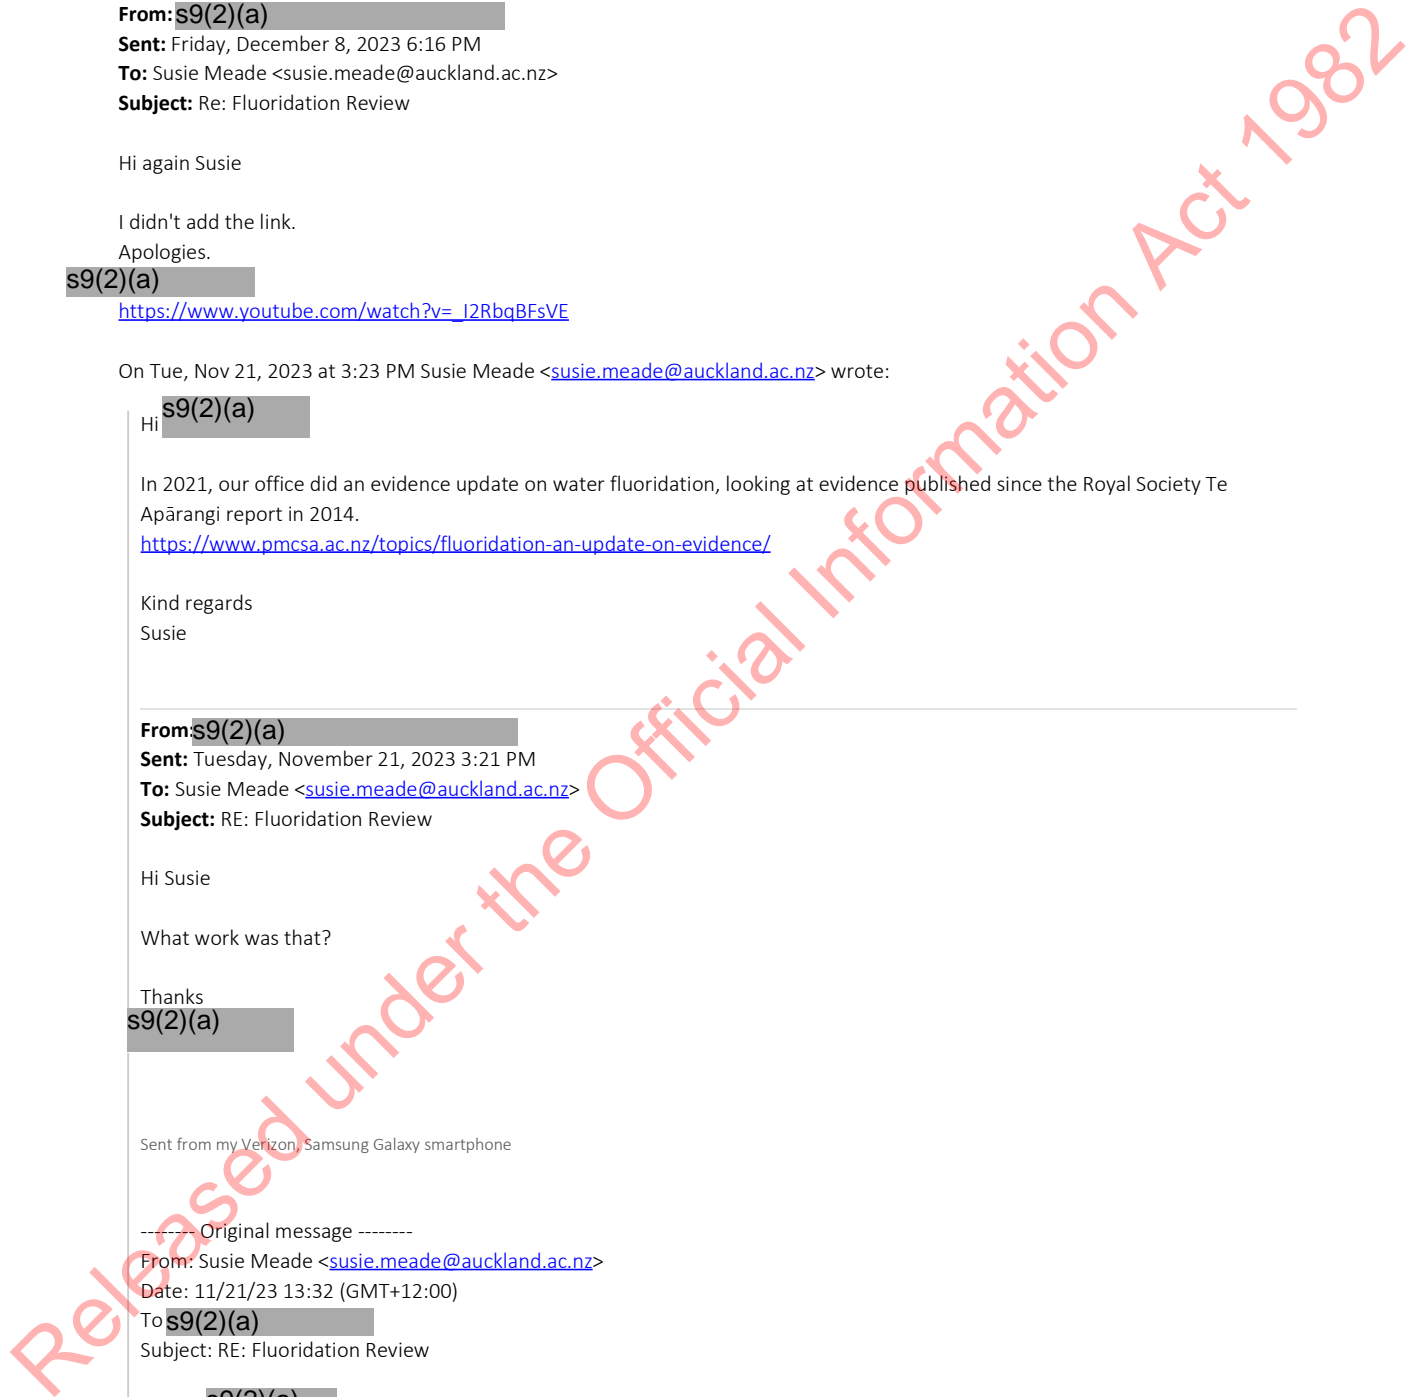 From: s9(2)(a)
Sent: Friday, December 8, 2023 6:16 PM
To: Susie Meade <susie.meade@auckland.ac.nz>
Subject: Re: Fluoridation Review
Hi again Susie
I didn't add the link.
Apologies.
s9(2)(a)
https://www.youtube.com/watch?v=_I2RbqBFsVE
On Tue, Nov 21, 2023 at 3:23 PM Susie Meade <susie.meade@auckland.ac.nz> wrote:
Hi s9(2)(a)
In 2021, our office did an evidence update on water fluoridation, looking at evidence published since the Royal Society Te
Apārangi report in 2014.
https://www.pmcsa.ac.nz/topics/fluoridation-an-update-on-evidence/
Kind regards
Susie
From: s9(2)(a)
Sent: Tuesday, November 21, 2023 3:21 PM
To: Susie Meade <susie.meade@auckland.ac.nz>
Subject: RE: Fluoridation Review
Hi Susie
What work was that?
Thanks
s9(2)(a)
Sent from my Verizon, Samsung Galaxy smartphone
-------- Original message --------
From: Susie Meade <susie.meade@auckland.ac.nz>
Date: 11/21/23 13:32 (GMT+12:00)
To s9(2)(a)
Subject: RE: Fluoridation Review
s9(2)(a)
Released under the Official Information Act 1982